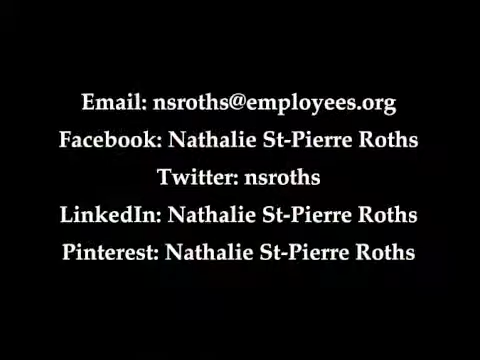 Email: nsroths@employees.org
Facebook: Nathalie St-Pierre Roths
Twitter: nsroths
LinkedIn: Nathalie St-Pierre Roths
Pinterest: Nathalie St-Pierre Roths